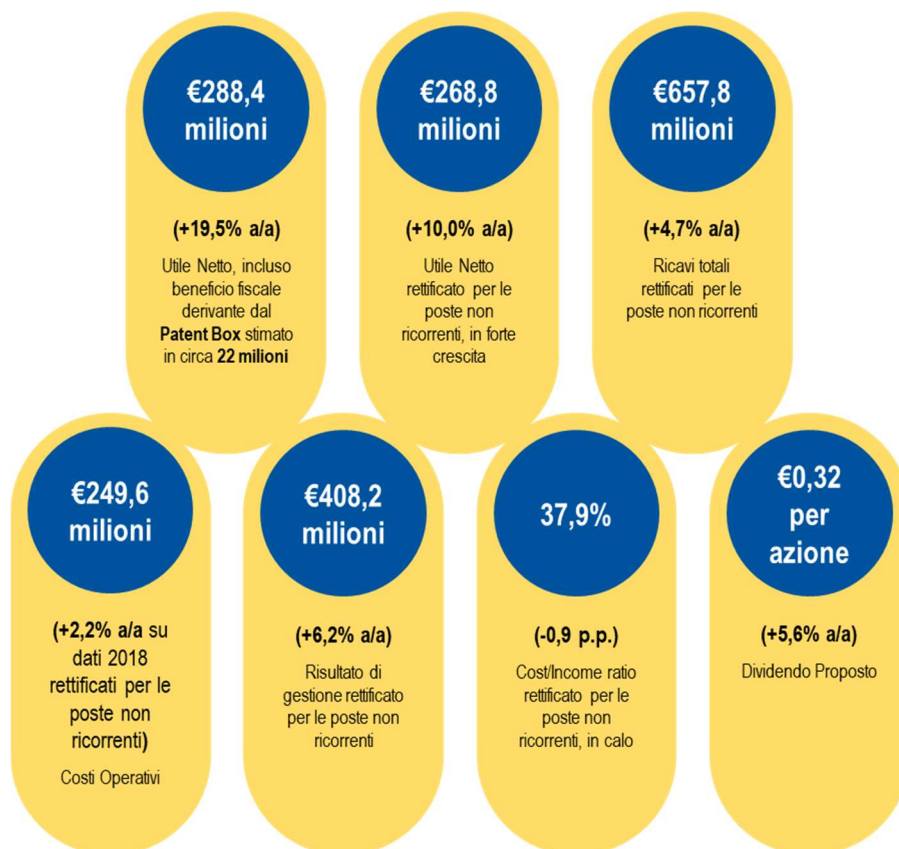 €288,4
milioni
(+19,5% a/a)
Utile Netto, incluso
beneficio fiscale
derivante dal
Patent Box stimato
in circa 22 milioni
€268,8
milioni
(+10,0% a/a)
Utile Netto
rettificato per le
poste non
ricorrenti, in forte
crescita
€657,8
milioni
(+4,7% a/a)
Ricavi totali
rettificati per le
poste non ricorrenti
€249,6
milioni
(+2,2% a/a su
dati 2018
rettificati per le
poste non
ricorrenti)
Costi Operativi
€408,2
milioni
(+6,2% a/a)
Risultato di
gestione rettificato
per le poste non
ricorrenti
37,9%
(-0,9 p.p.)
Cost/Income ratio
rettificato per le
poste non
ricorrenti, in calo
€0,32
per
azione
(+5,6% a/a)
Dividendo Proposto